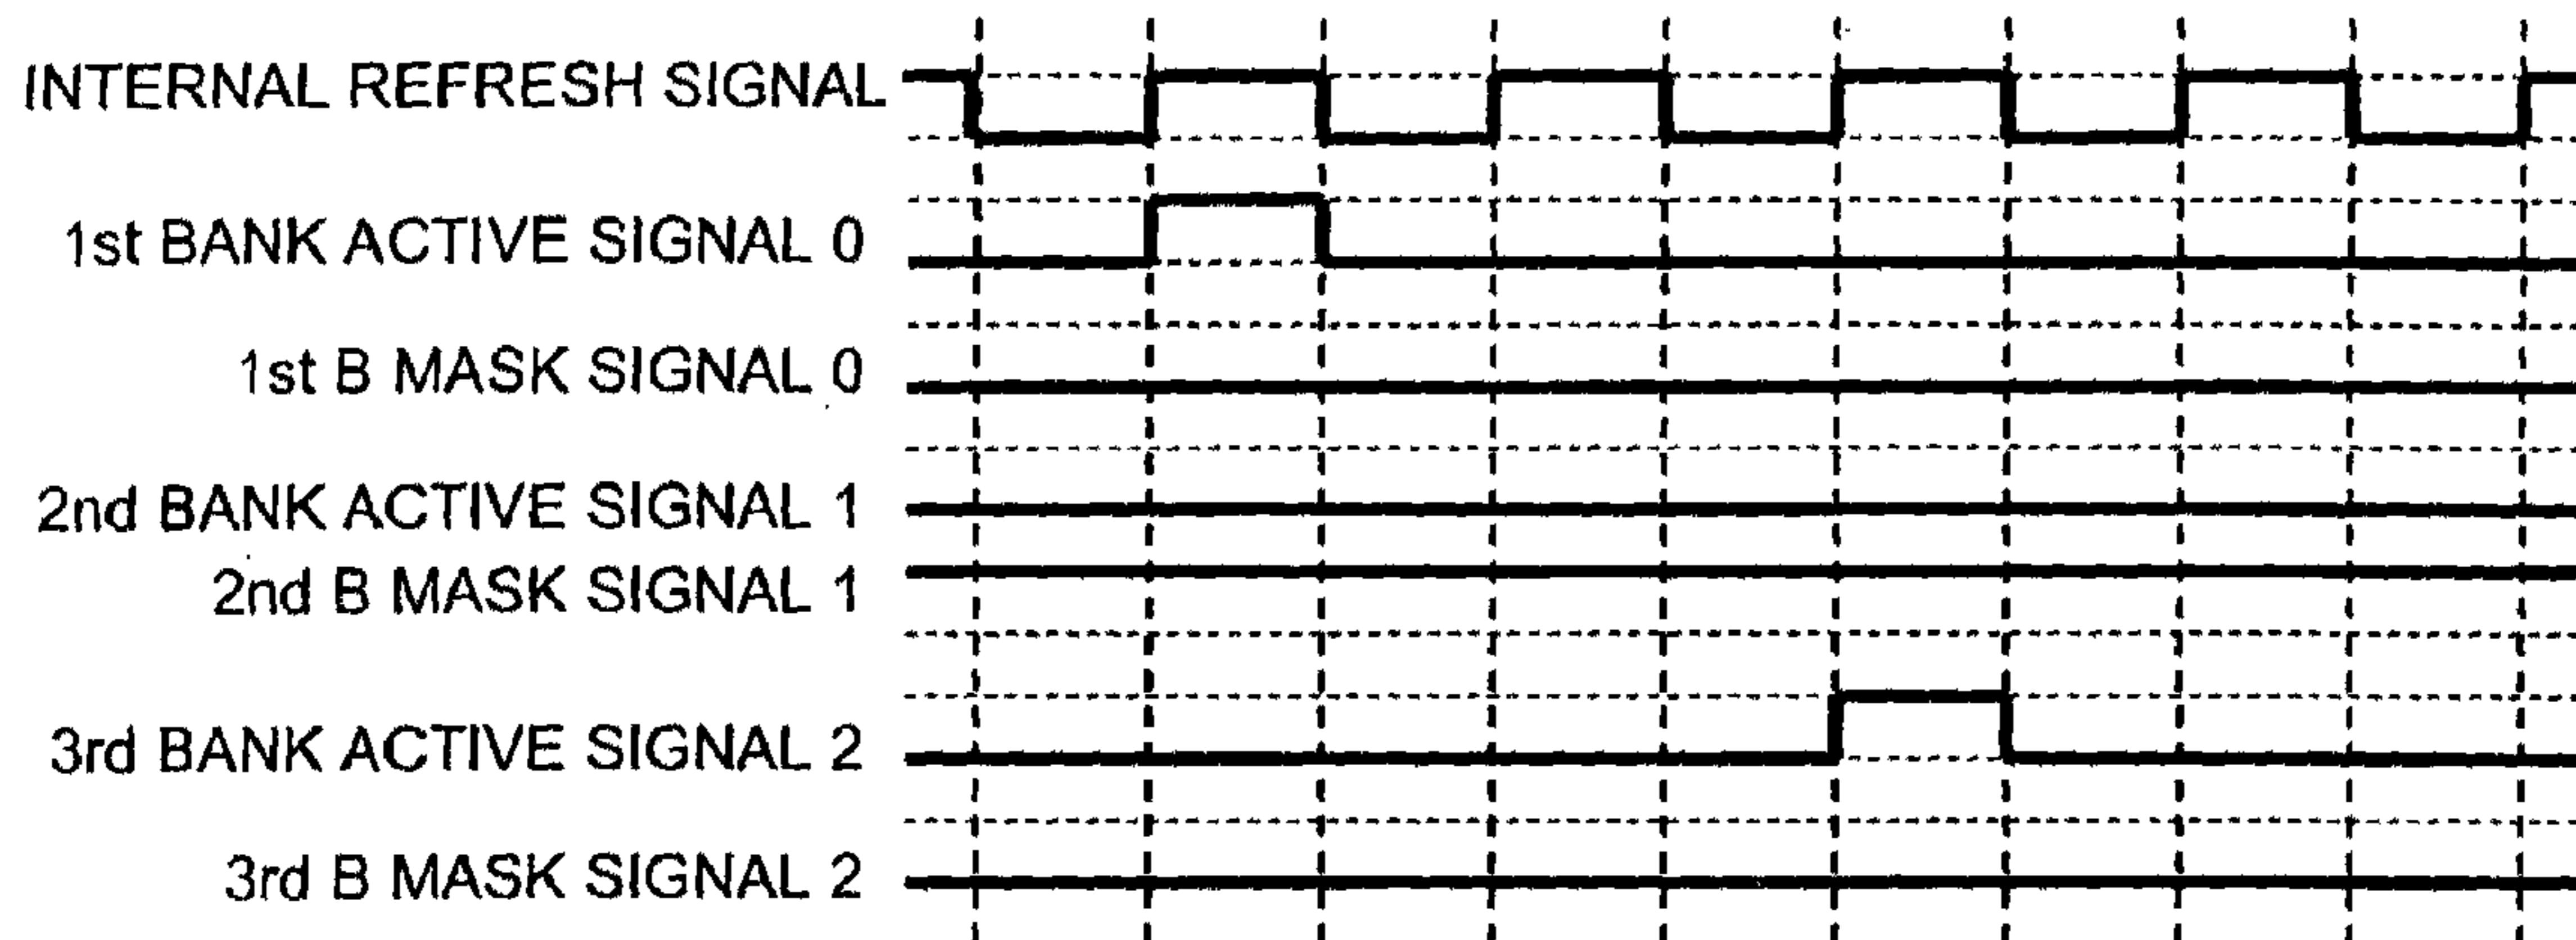 INTERNAL REFRESH SIGNAL
1st BANK ACTIVE SIGNAL 0
1st B MASK SIGNAL 0
2nd BANK ACTIVE SIGNAL 1
2nd B MASK SIGNAL 1
3rd BANK ACTIVE SIGNAL 2
3rd B MASK SIGNAL 2